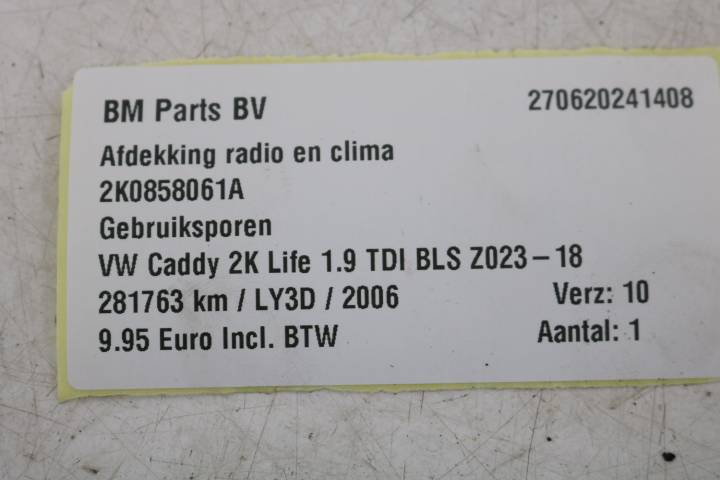 BM Parts BV 270620241408
Afdekking radio en clima
2K0858061A
Gebruiksporen
VW Caddy 2K Life 1.9 TDI BLS Z023-18
281763 km / LY3D / 2006 Verz: 10
9.95 Euro Incl. BTW Aantal: 1